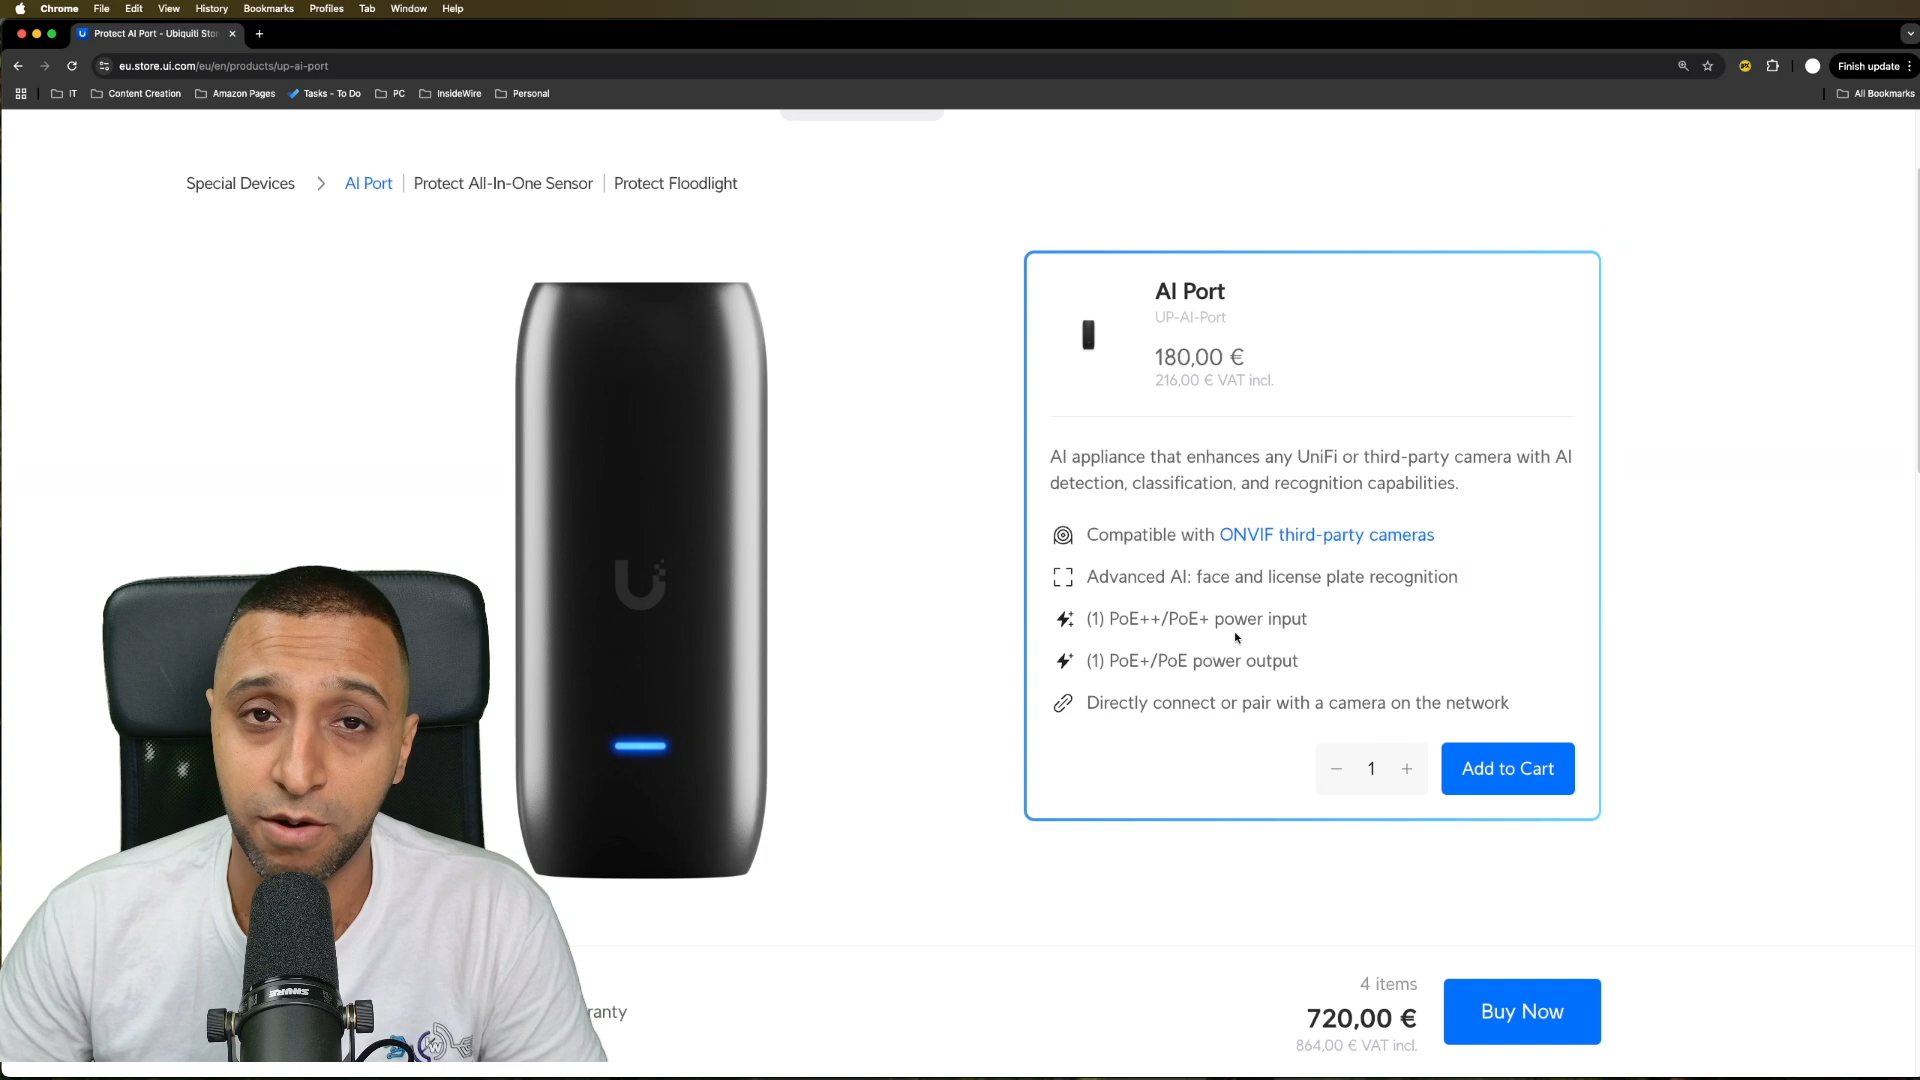 Chrome File Edit View History Bookmarks Profiles Tab Window Help
Protect AI Port - Ubiquiti Stor
eu.store.ui.com/eu/en/products/up-ai-port
Finish update
IT Content Creation Amazon Pages Tasks - To Do PC InsideWire Personal All Bookmarks
Special Devices AI Port Protect All-In-One Sensor Protect Floodlight
AI Port
UP-AI-Port
180,00 €
216,00 € VAT incl.
AI appliance that enhances any UniFi or third-party camera with AI
detection, classification, and recognition capabilities.
Compatible with ONVIF third-party cameras
Advanced AI: face and license plate recognition
(1) PoE++/PoE+ power input
(1) PoE+/PoE power output
Directly connect or pair with a camera on the network
− 1 + Add to Cart
4 items
720,00 €
864,00 € VAT incl.
Buy Now
ranty
SHURE